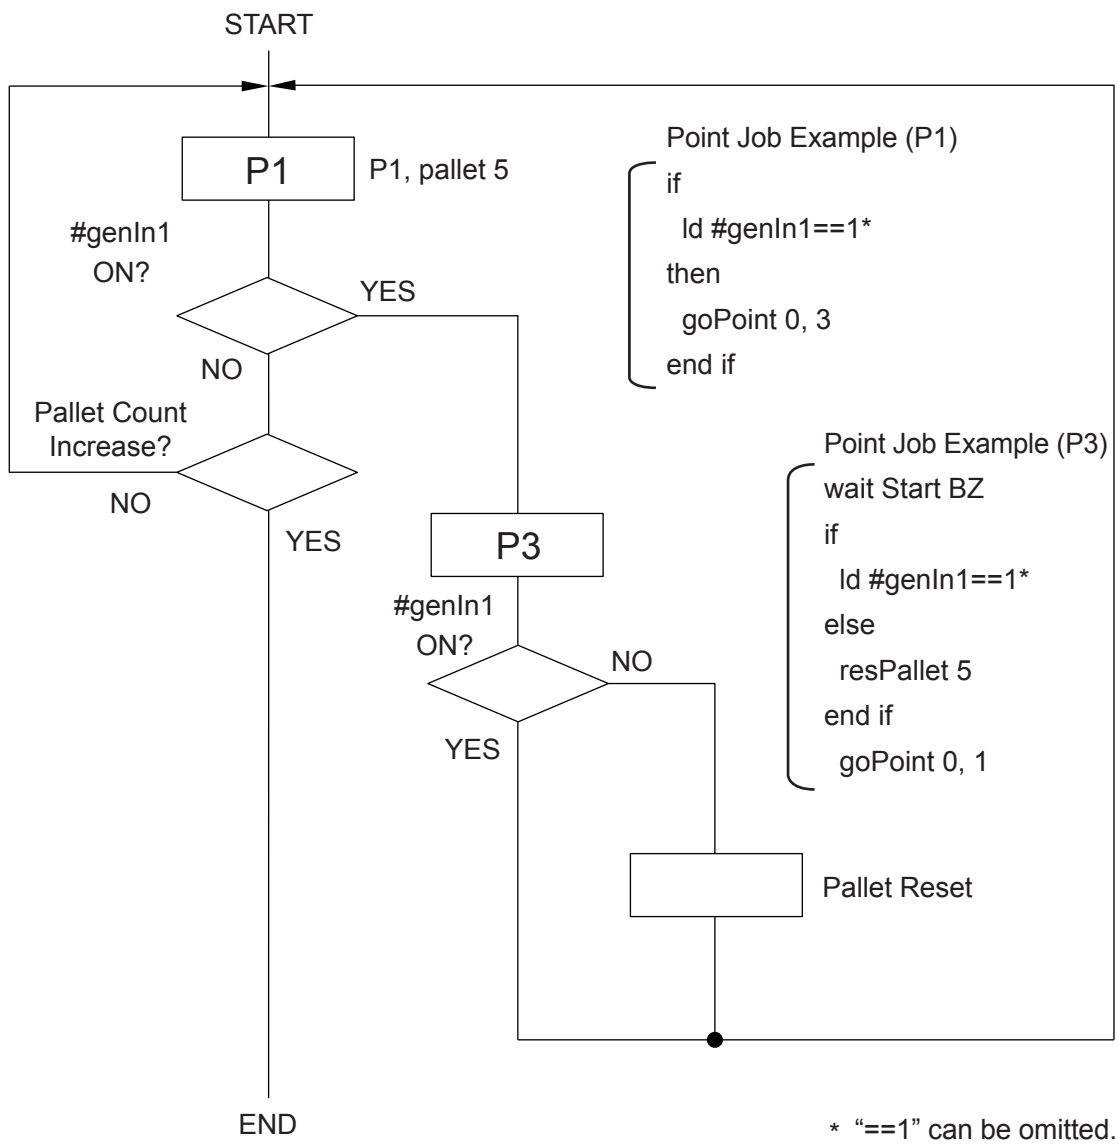 START
P1
P1, pallet 5
#genIn1
ON?
YES
NO
Pallet Count
Increase?
NO
YES
P3
#genIn1
ON?
NO
YES
Pallet Reset
END
Point Job Example (P1)
if
ld #genIn1==1*
then
goPoint 0, 3
end if
Point Job Example (P3)
wait Start BZ
if
ld #genIn1==1*
else
resPallet 5
end if
goPoint 0, 1
* “==1” can be omitted.